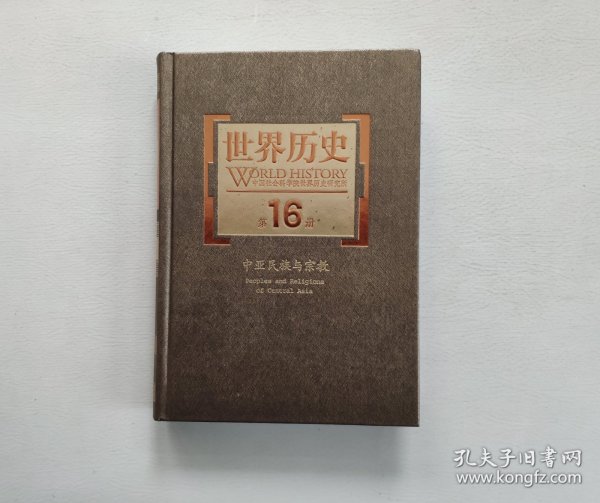 世界历史
WORLD HISTORY
中国社会科学院世界历史研究所
第16册
中亚民族与宗教
Peoples and Religions
of Central Asia
孔夫子旧书网
www.kongfz.com